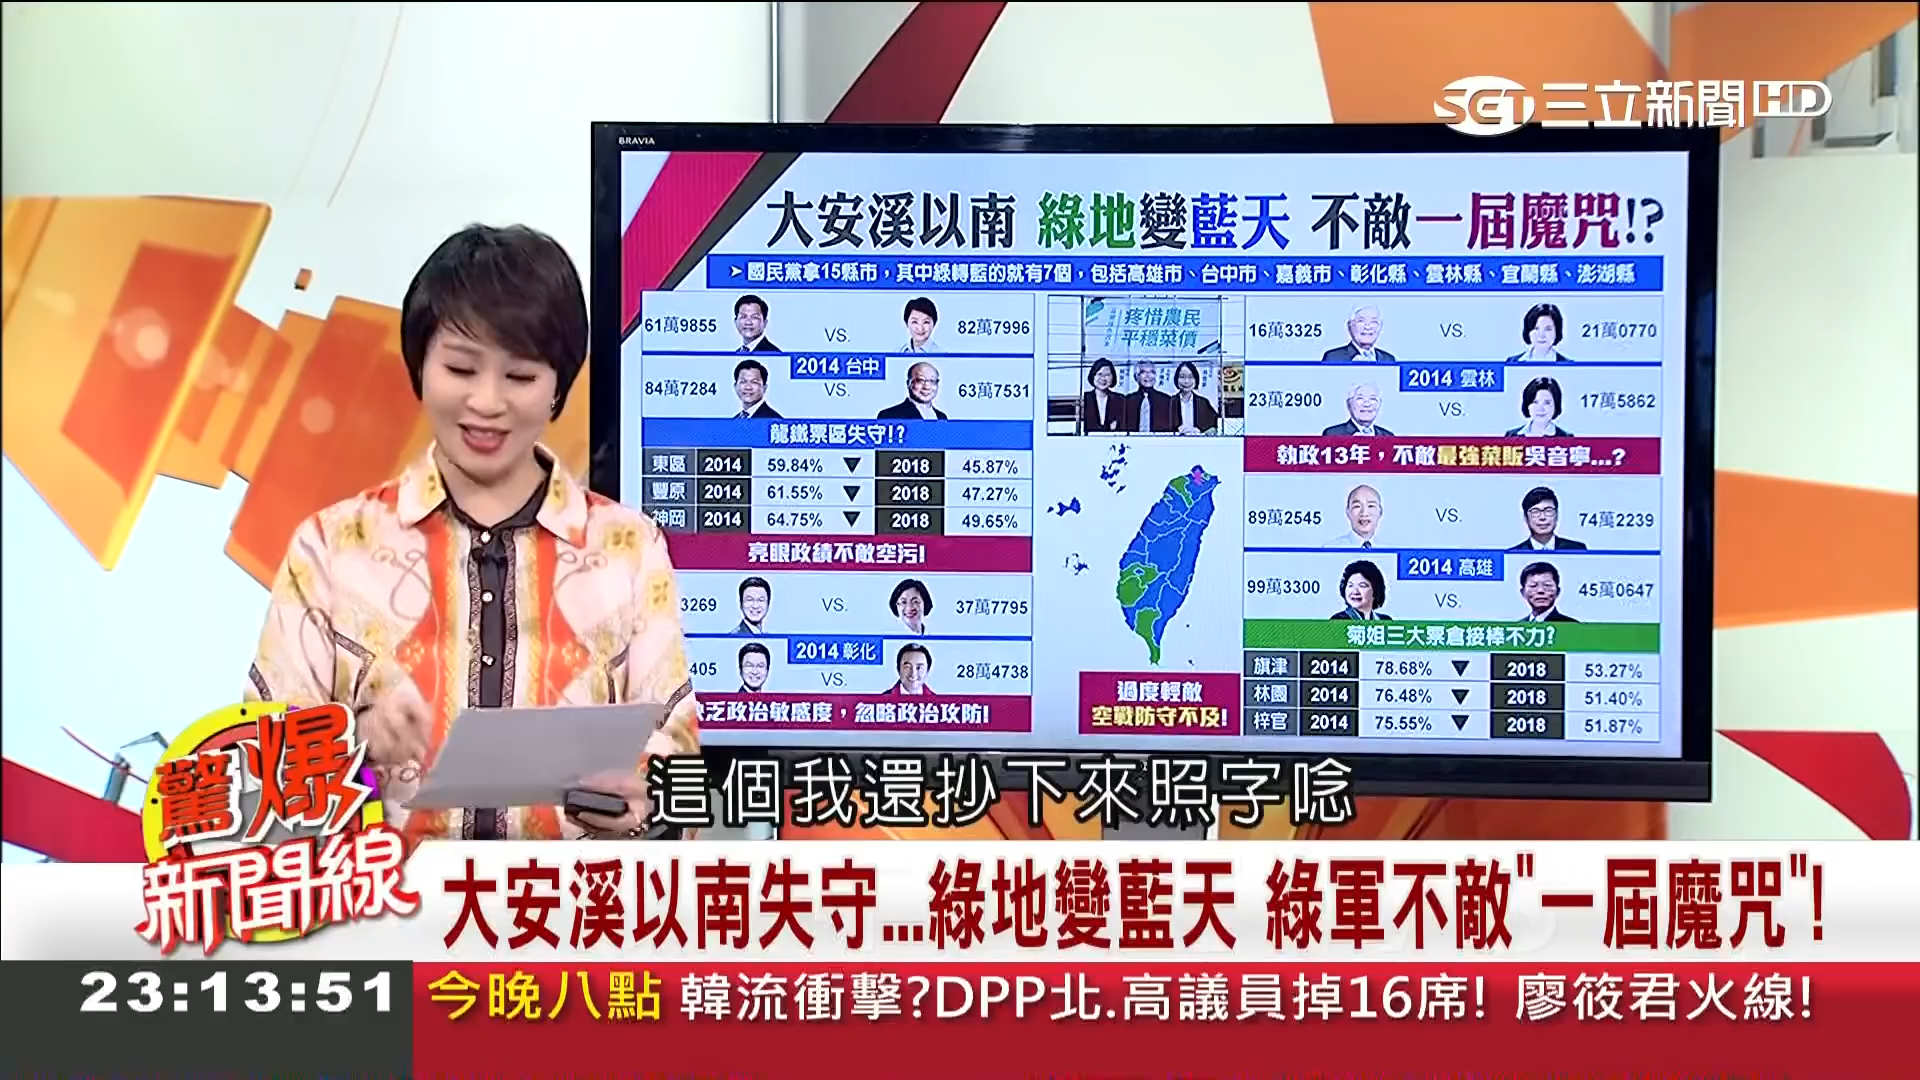 SET三立新聞HD
BRAVIA
大安溪以南 綠地變藍天 不敵一屆魔咒!?
➤國民黨拿15縣市，其中綠轉藍的就有7個，包括高雄市、台中市、嘉義市、彰化縣、雲林縣、宜蘭縣、澎湖縣
61萬9855 VS. 82萬7996
2014 台中
84萬7284 VS. 63萬7531
龍鐵票區失守!?
東區 2014 59.84% ▼ 2018 45.87%
豐原 2014 61.55% ▼ 2018 47.27%
神岡 2014 64.75% ▼ 2018 49.65%
亮眼政績不敵空污!
3269 VS. 37萬7795
2014 彰化
405 VS. 28萬4738
乏政治敏感度，忽略政治攻防!
疼惜農民
平穩菜價
過度輕敵
空戰防守不及!
16萬3325 VS. 21萬0770
2014 雲林
23萬2900 VS. 17萬5862
執政13年，不敵最強菜販吳音寧...?
89萬2545 VS. 74萬2239
2014 高雄
99萬3300 VS. 45萬0647
菊姐三大票倉接棒不力?
旗津 2014 78.68% ▼ 2018 53.27%
林園 2014 76.48% ▼ 2018 51.40%
梓官 2014 75.55% ▼ 2018 51.87%
這個我還抄下來照字唸
驚爆
新聞線
大安溪以南失守...綠地變藍天 綠軍不敵"一屆魔咒"!
23:13:51
今晚八點 韓流衝擊?DPP北.高議員掉16席! 廖筱君火線!